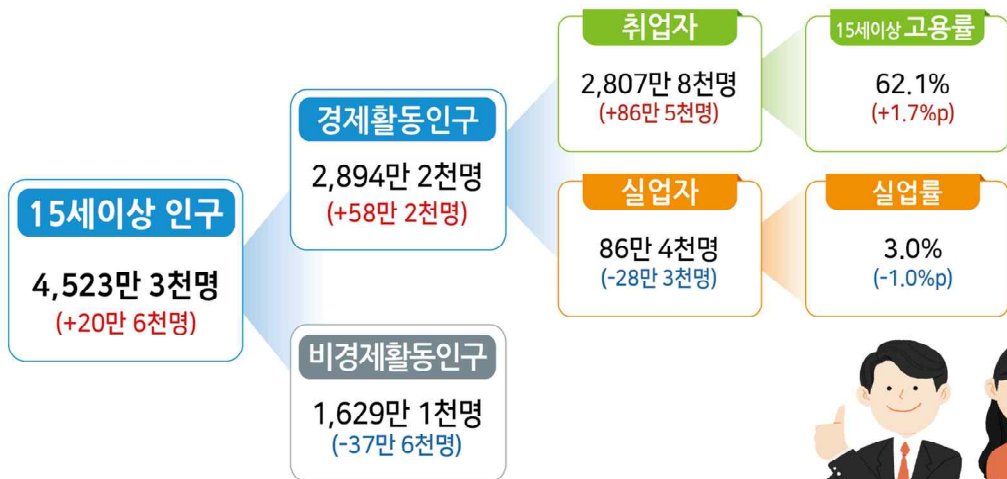 15세이상 인구
4,523만 3천명
(+20만 6천명)
경제활동인구
2,894만 2천명
(+58만 2천명)
비경제활동인구
1,629만 1천명
(-37만 6천명)
취업자
2,807만 8천명
(+86만 5천명)
15세이상 고용률
62.1%
(+1.7%p)
실업자
86만 4천명
(-28만 3천명)
실업률
3.0%
(-1.0%p)